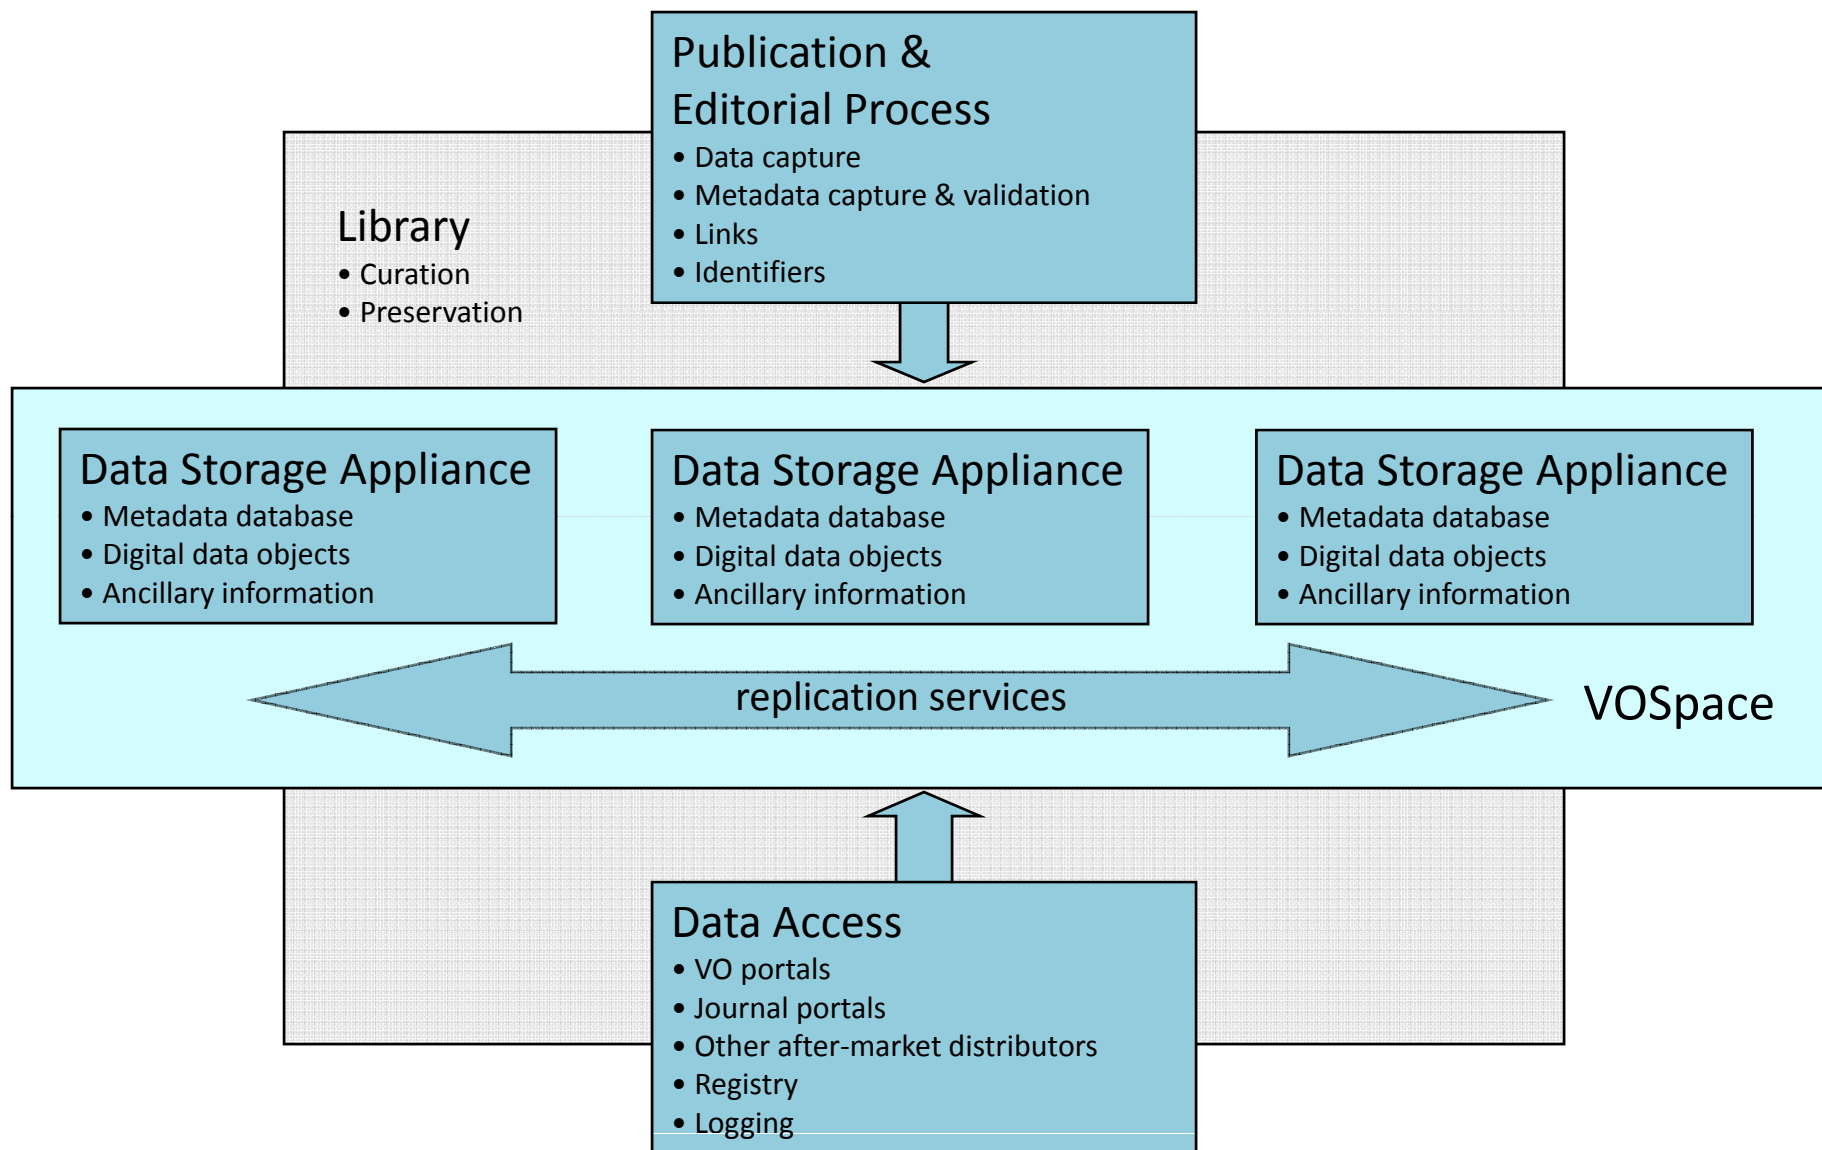 Publication &
Editorial Process
• Data capture
• Metadata capture & validation
• Links
• Identifiers
Library
• Curation
• Preservation
Data Storage Appliance
• Metadata database
• Digital data objects
• Ancillary information
Data Storage Appliance
• Metadata database
• Digital data objects
• Ancillary information
Data Storage Appliance
• Metadata database
• Digital data objects
• Ancillary information
replication services
VOSpace
Data Access
• VO portals
• Journal portals
• Other after-market distributors
• Registry
• Logging